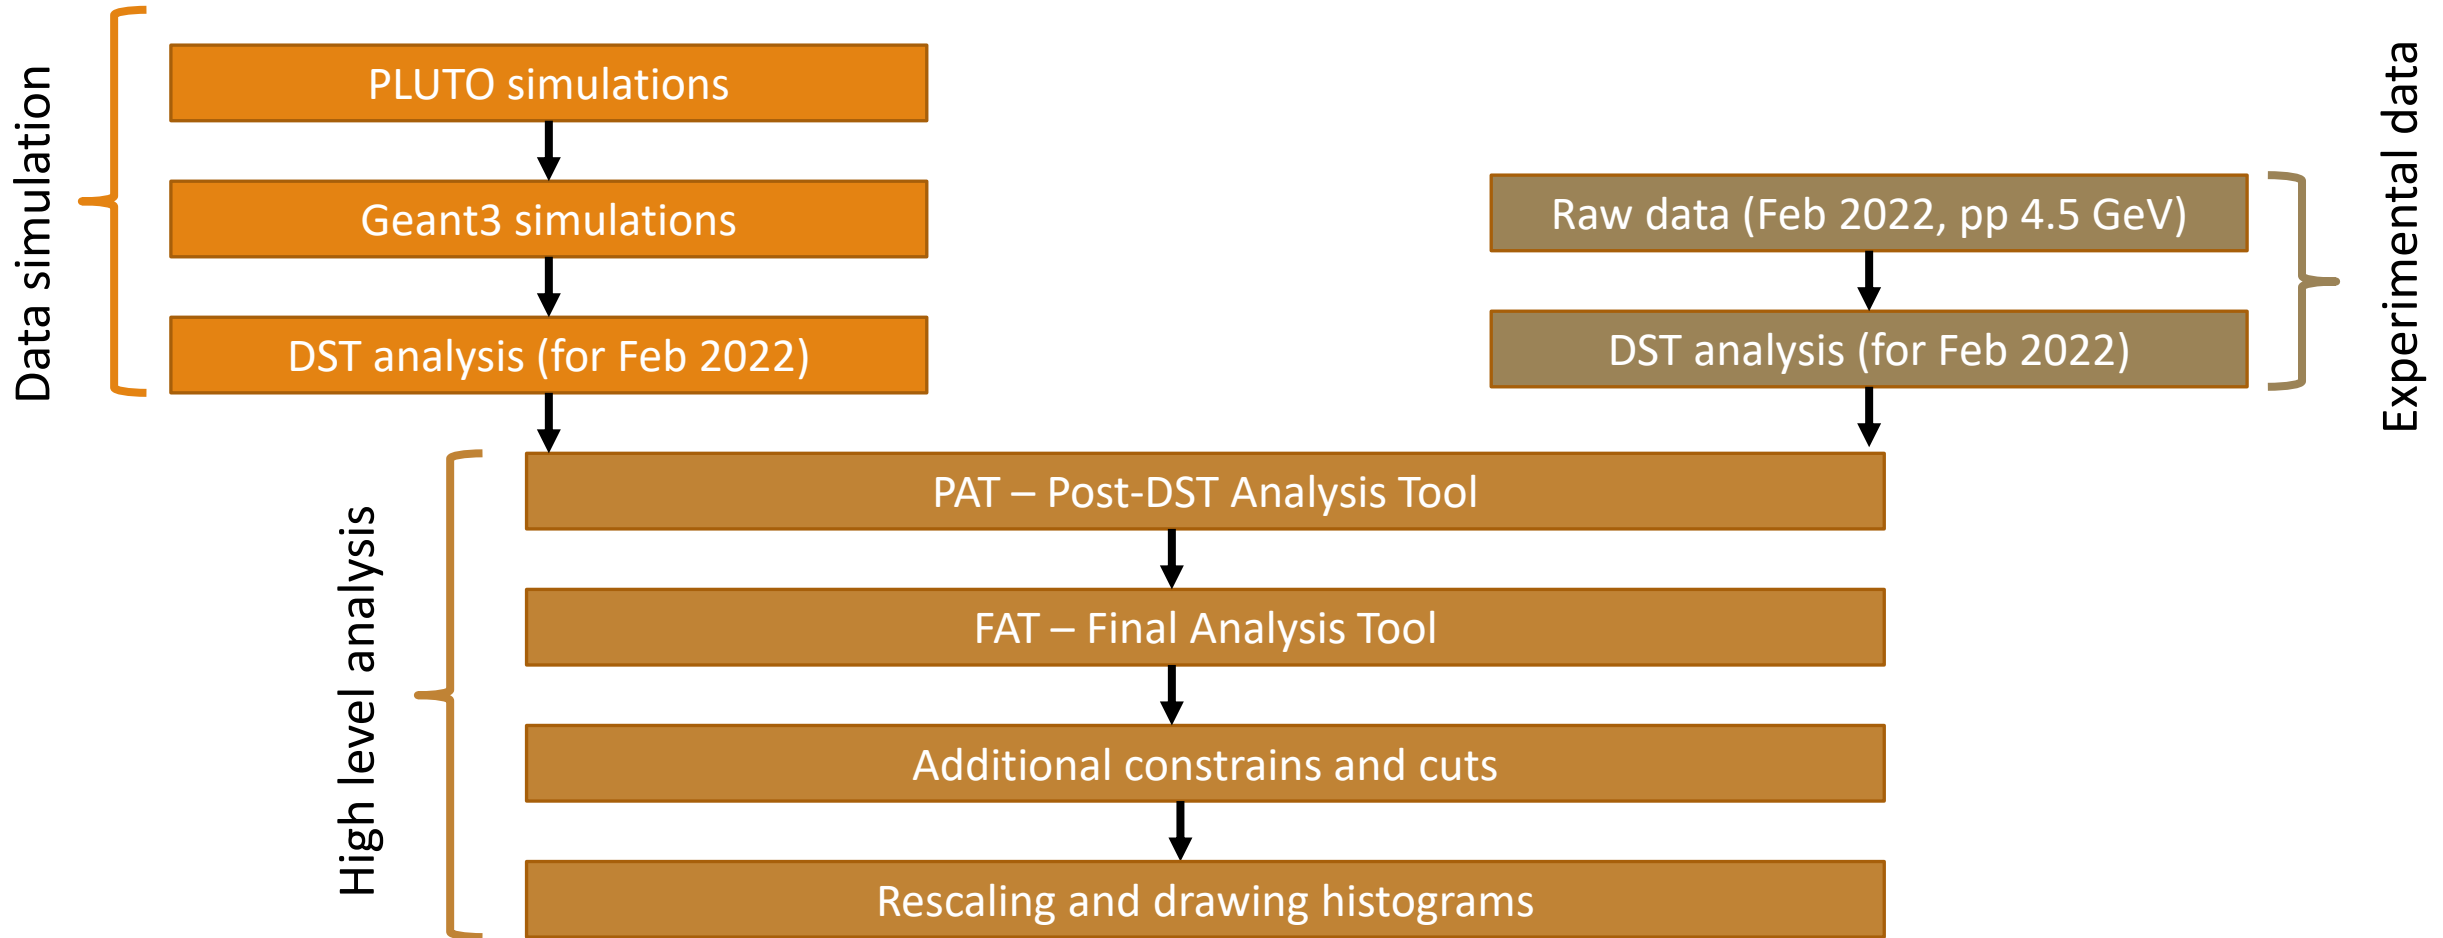 Data simulation
PLUTO simulations
Geant3 simulations
DST analysis (for Feb 2022)
Raw data (Feb 2022, pp 4.5 GeV)
DST analysis (for Feb 2022)
Experimental data
High level analysis
PAT – Post-DST Analysis Tool
FAT – Final Analysis Tool
Additional constrains and cuts
Rescaling and drawing histograms